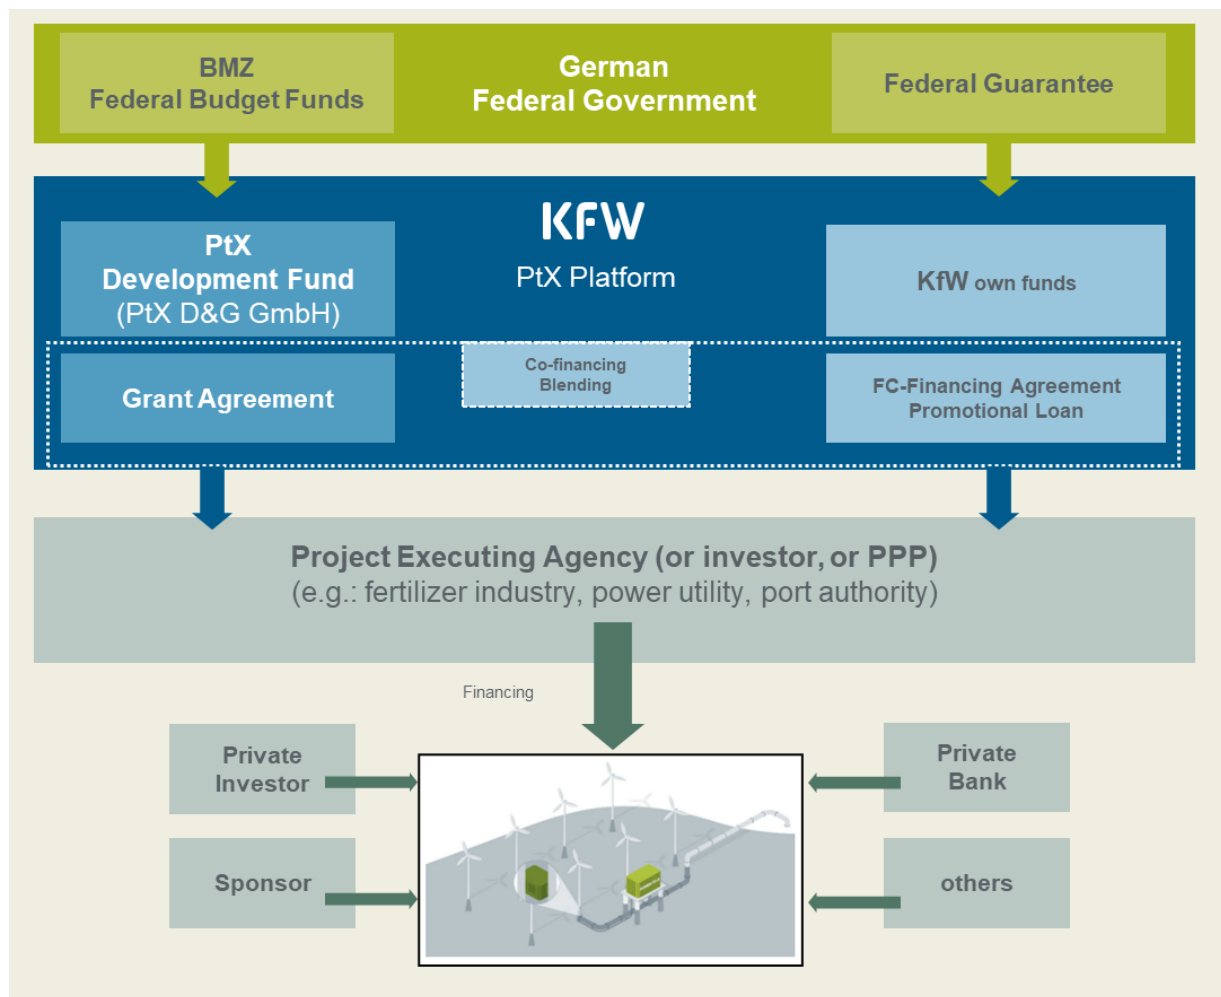 BMZ
Federal Budget Funds
German
Federal Government
Federal Guarantee
KFW
PtX Platform
PtX
Development Fund
(PtX D&G GmbH)
KfW own funds
Grant Agreement
Co-financing
Blending
FC-Financing Agreement
Promotional Loan
Project Executing Agency (or investor, or PPP)
(e.g.: fertilizer industry, power utility, port authority)
Financing
Private
Investor
Private
Bank
Sponsor
others